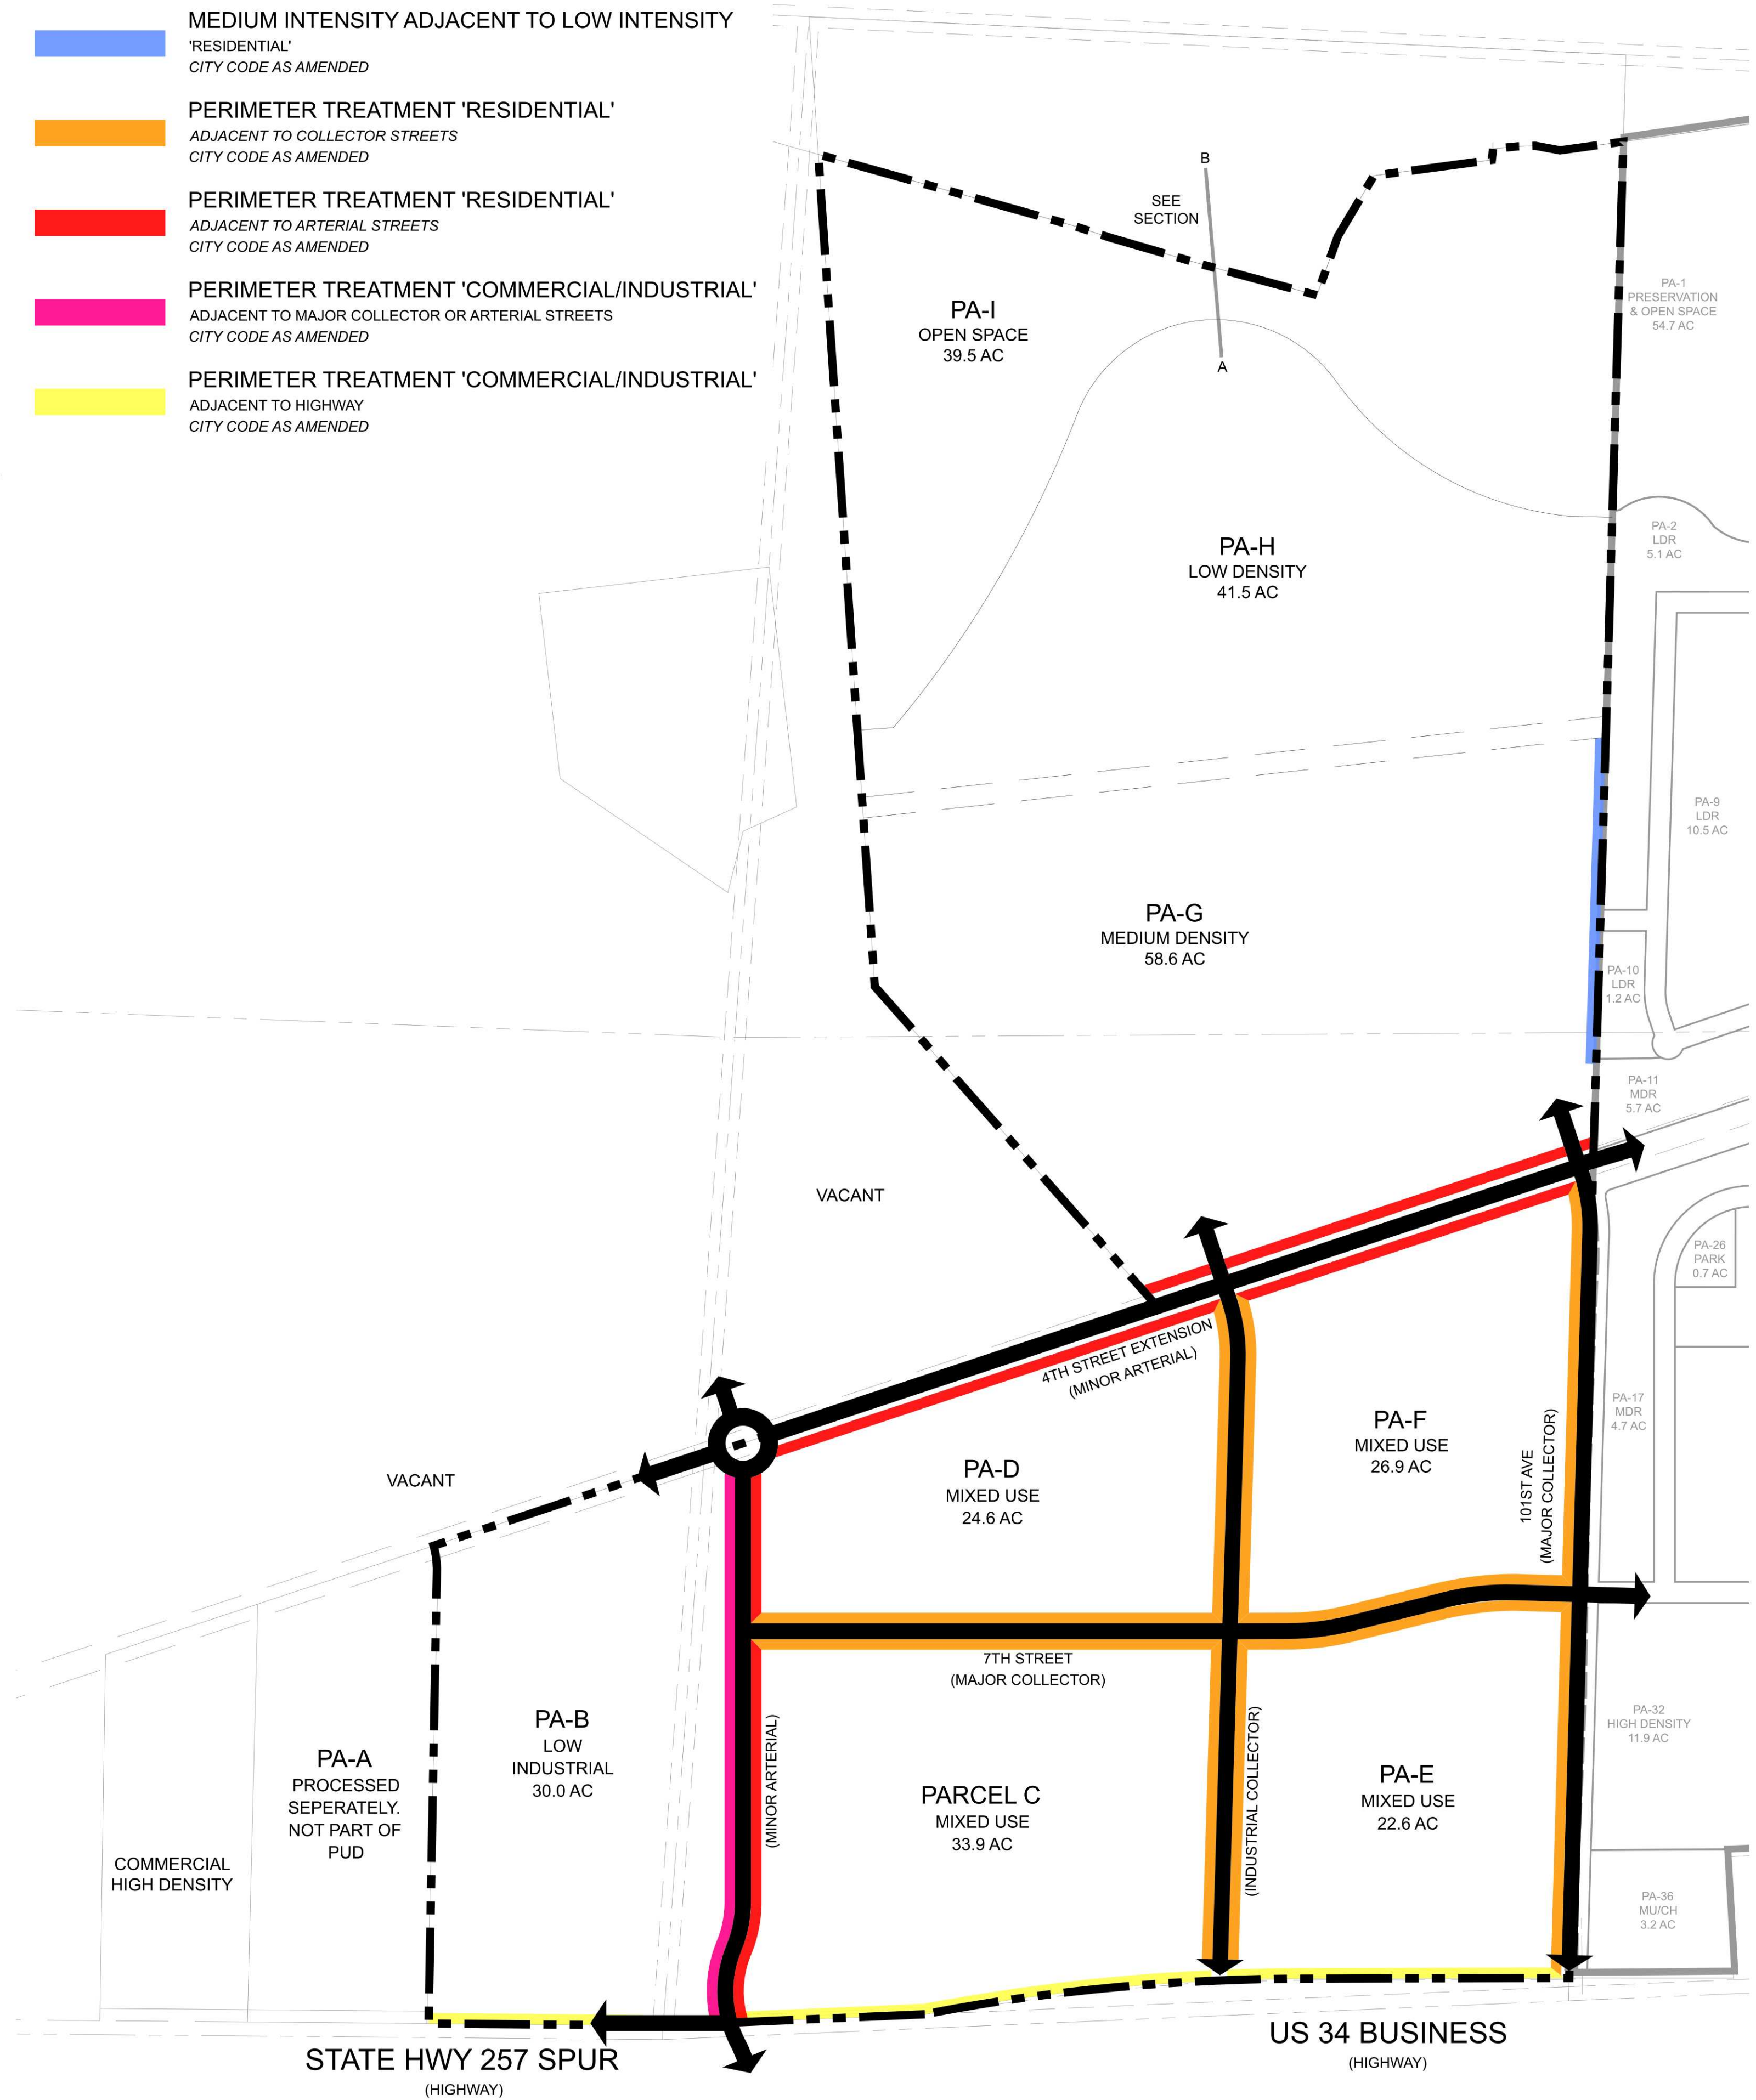 MEDIUM INTENSITY ADJACENT TO LOW INTENSITY
'RESIDENTIAL'
CITY CODE AS AMENDED
PERIMETER TREATMENT 'RESIDENTIAL'
ADJACENT TO COLLECTOR STREETS
CITY CODE AS AMENDED
PERIMETER TREATMENT 'RESIDENTIAL'
ADJACENT TO ARTERIAL STREETS
CITY CODE AS AMENDED
PERIMETER TREATMENT 'COMMERCIAL/INDUSTRIAL'
ADJACENT TO MAJOR COLLECTOR OR ARTERIAL STREETS
CITY CODE AS AMENDED
PERIMETER TREATMENT 'COMMERCIAL/INDUSTRIAL'
ADJACENT TO HIGHWAY
CITY CODE AS AMENDED
B
SEE
SECTION
A
PA-I
OPEN SPACE
39.5 AC
PA-1
PRESERVATION
& OPEN SPACE
54.7 AC
PA-H
LOW DENSITY
41.5 AC
PA-2
LDR
5.1 AC
PA-9
LDR
10.5 AC
PA-G
MEDIUM DENSITY
58.6 AC
PA-10
LDR
1.2 AC
PA-11
MDR
5.7 AC
VACANT
PA-26
PARK
0.7 AC
4TH STREET EXTENSION
(MINOR ARTERIAL)
PA-F
MIXED USE
26.9 AC
101ST AVE
(MAJOR COLLECTOR)
PA-17
MDR
4.7 AC
VACANT
PA-D
MIXED USE
24.6 AC
7TH STREET
(MAJOR COLLECTOR)
PA-A
PROCESSED
SEPERATELY.
NOT PART OF
PUD
PA-B
LOW
INDUSTRIAL
30.0 AC
(MINOR ARTERIAL)
PARCEL C
MIXED USE
33.9 AC
(INDUSTRIAL COLLECTOR)
PA-E
MIXED USE
22.6 AC
PA-32
HIGH DENSITY
11.9 AC
COMMERCIAL
HIGH DENSITY
PA-36
MU/CH
3.2 AC
STATE HWY 257 SPUR
(HIGHWAY)
US 34 BUSINESS
(HIGHWAY)